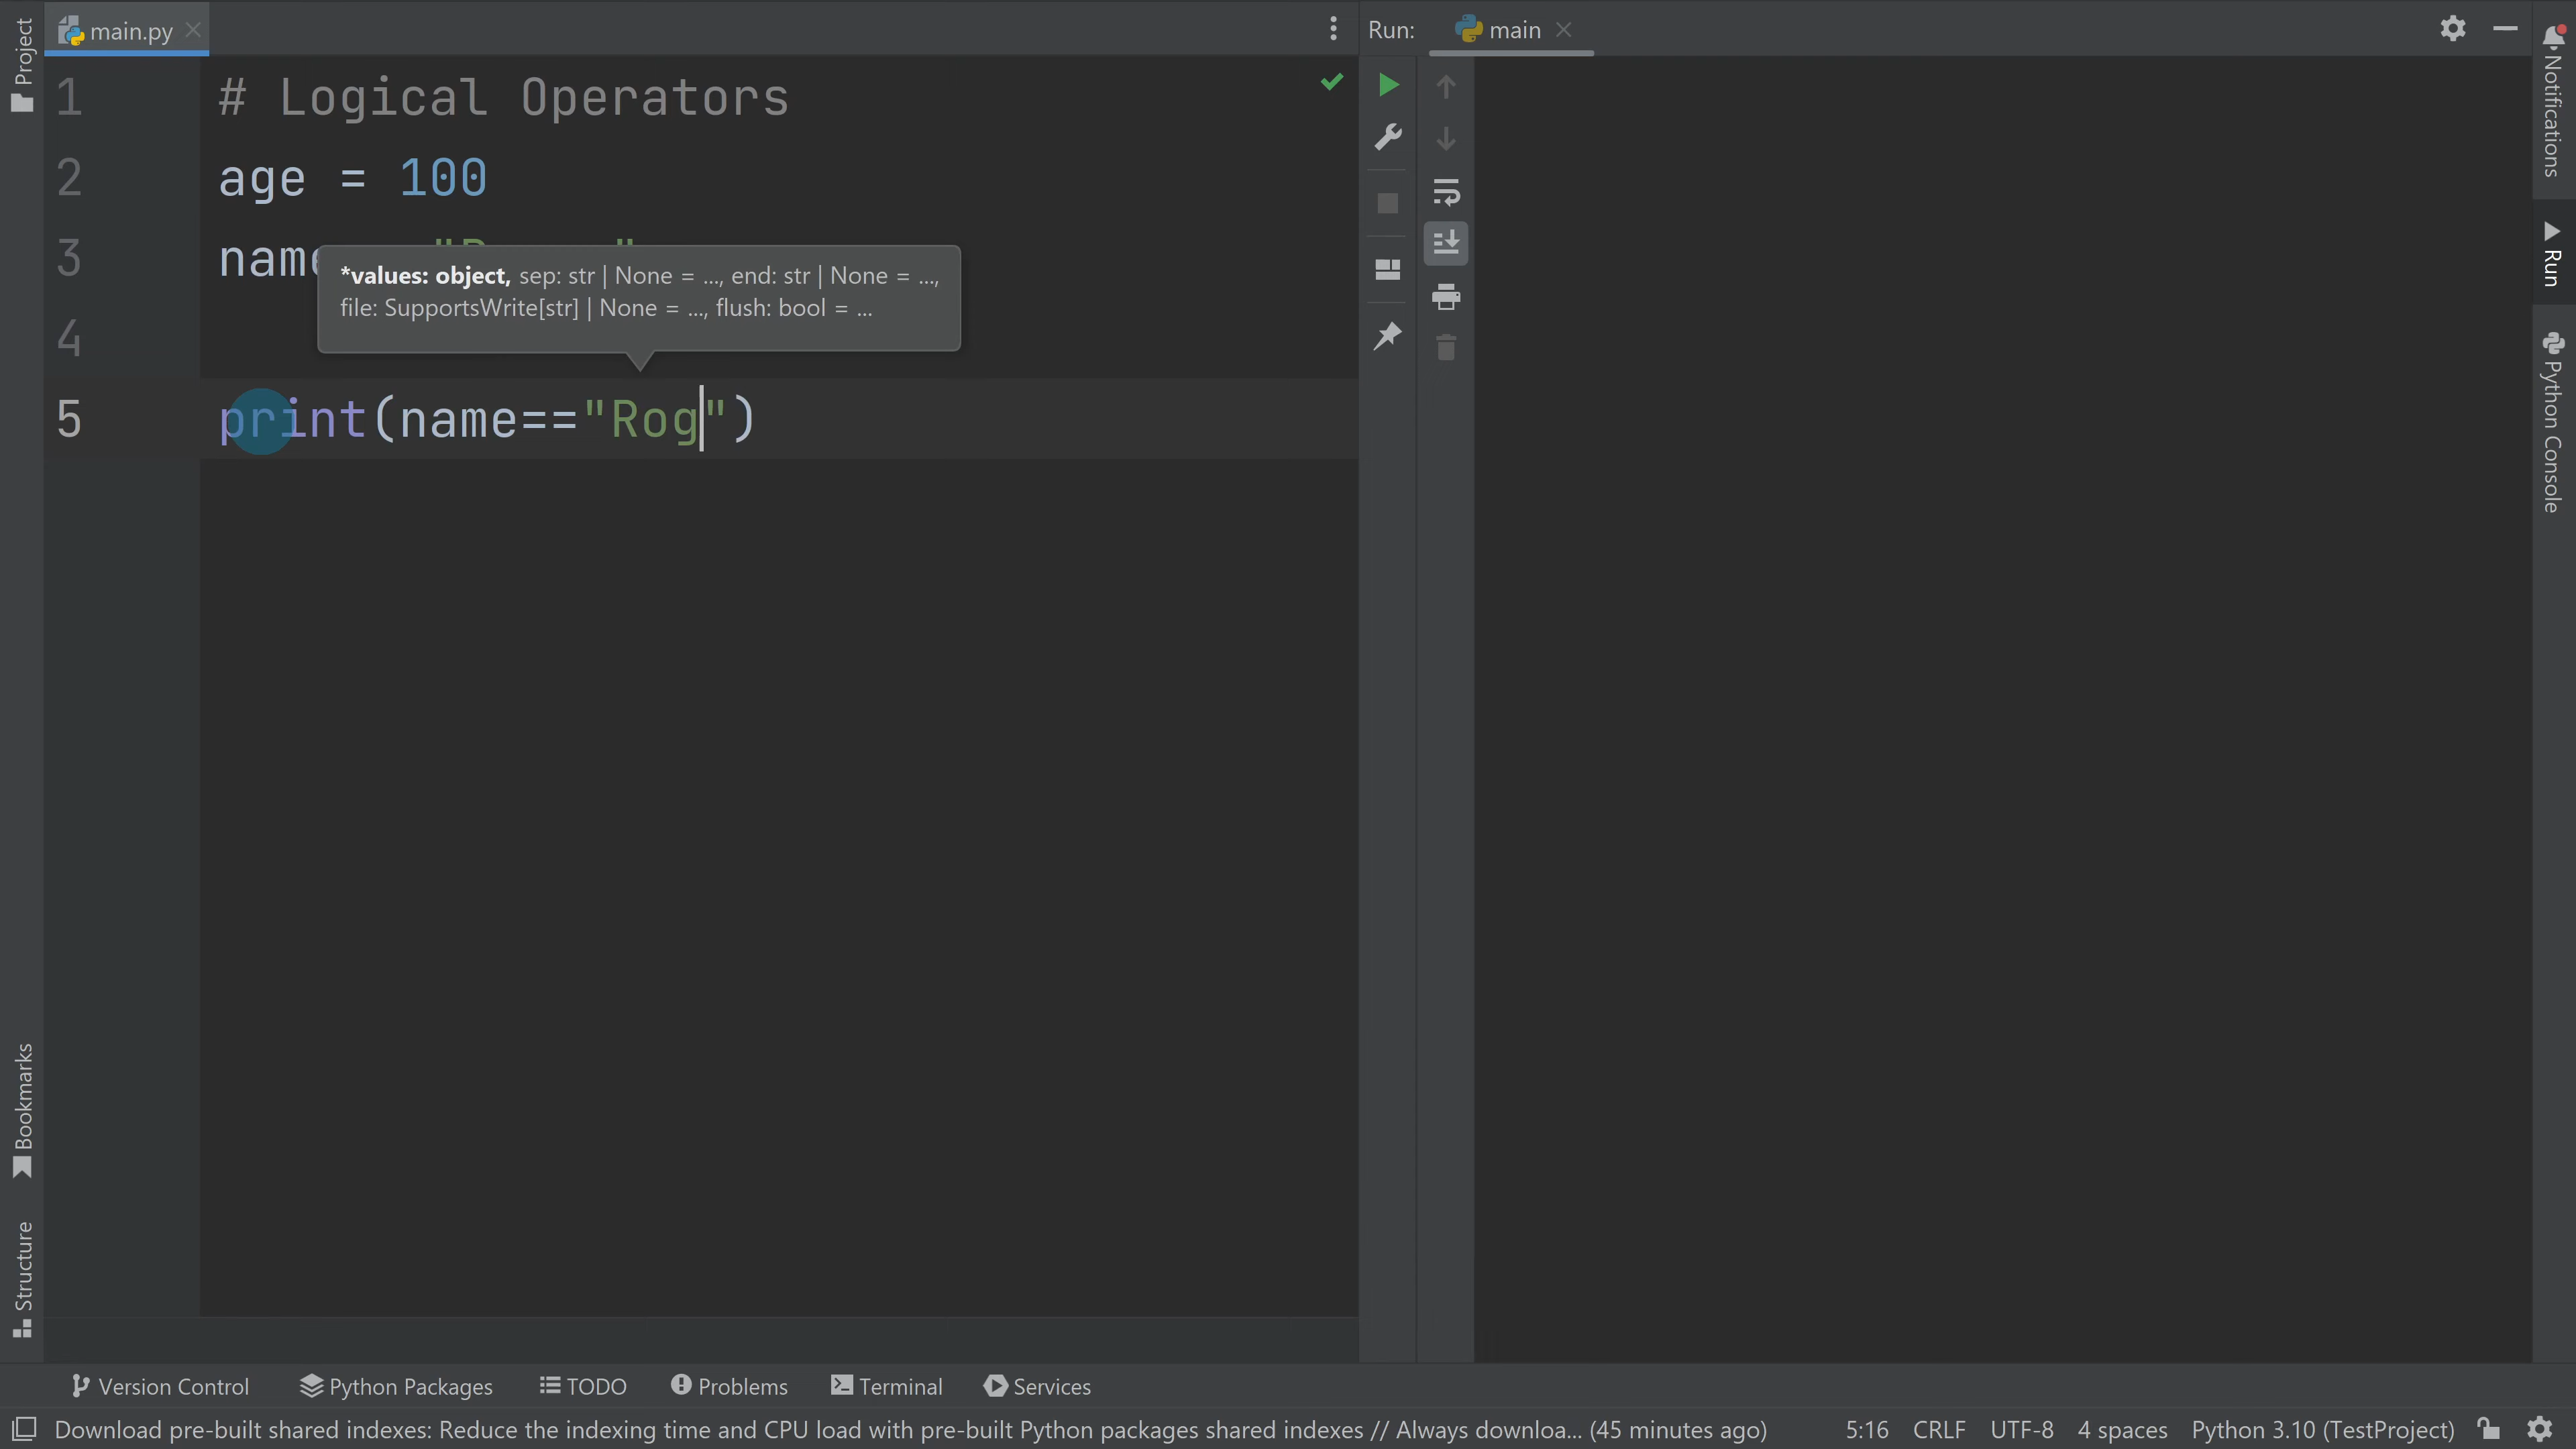 Project
main.py
Run:
main
1 # Logical Operators
2 age = 100
3 name
4
*values: object, sep: str | None = ..., end: str | None = ...,
file: SupportsWrite[str] | None = ..., flush: bool = ...
5 print(name=="Rog")
Notifications
Run
Python Console
Bookmarks
Structure
Version Control
Python Packages
TODO
Problems
Terminal
Services
Download pre-built shared indexes: Reduce the indexing time and CPU load with pre-built Python packages shared indexes // Always downloa... (45 minutes ago)
5:16 CRLF UTF-8 4 spaces Python 3.10 (TestProject)